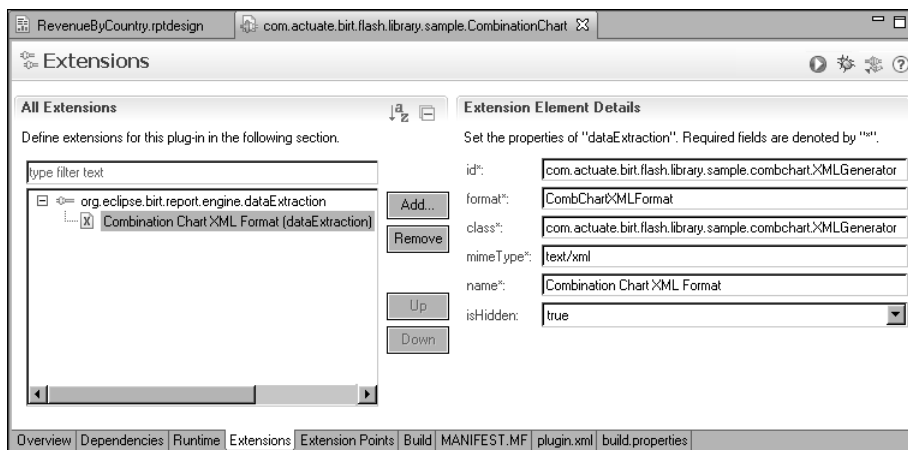 RevenueByCountry.rptdesign com.actuate.birt.flash.library.sample.CombinationChart
Extensions
All Extensions
Define extensions for this plug-in in the following section.
type filter text
org.eclipse.birt.report.engine.dataExtraction
X Combination Chart XML Format (dataExtraction)
Add...
Remove
Up
Down
Extension Element Details
Set the properties of "dataExtraction". Required fields are denoted by "*".
id*: com.actuate.birt.flash.library.sample.combchart.XMLGenerator
format*: CombChartXMLFormat
class*: com.actuate.birt.flash.library.sample.combchart.XMLGenerator
mimeType*: text/xml
name*: Combination Chart XML Format
isHidden: true
Overview Dependencies Runtime Extensions Extension Points Build MANIFEST.MF plugin.xml build.properties